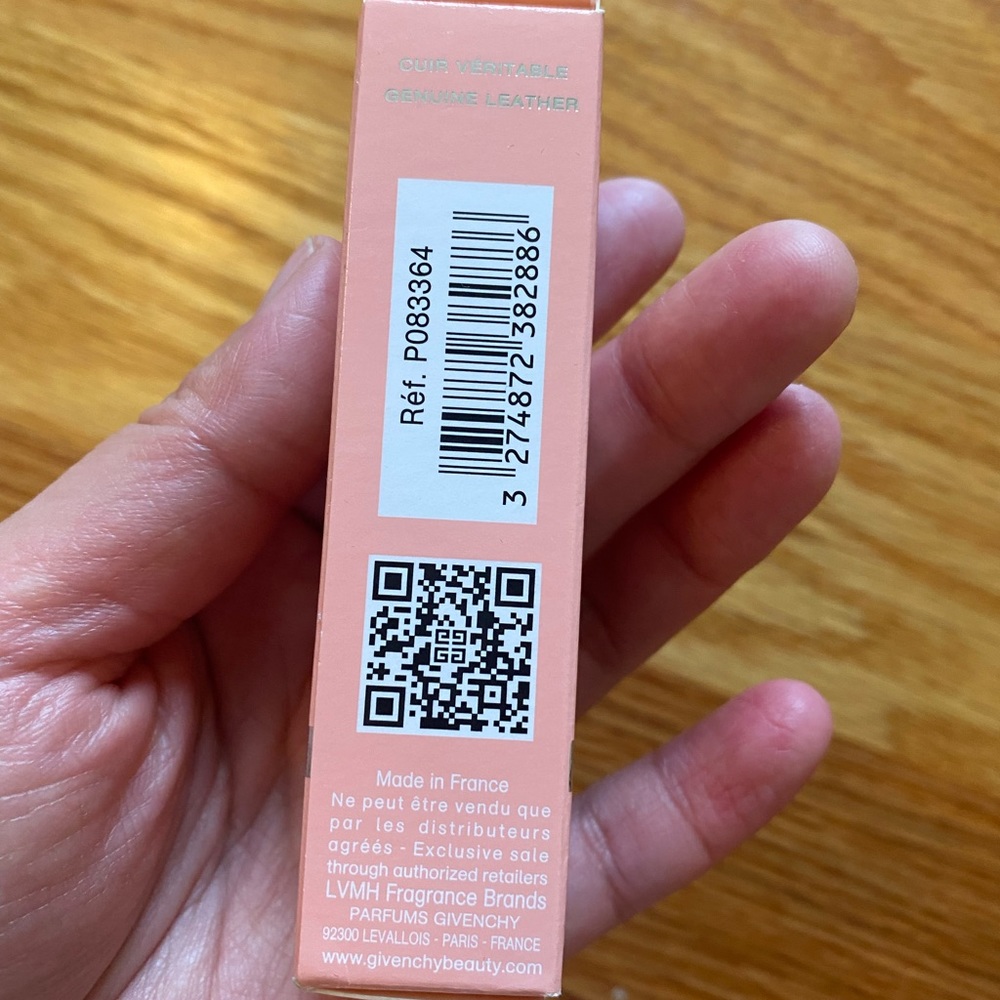 CUIR VÉRITABLE
GENUINE LEATHER
Réf. P083364
3 274872 382886
Made in France
Ne peut être vendu que
par les distributeurs
agréés - Exclusive sale
through authorized retailers
LVMH Fragrance Brands
PARFUMS GIVENCHY
92300 LEVALLOIS - PARIS - FRANCE
www.givenchybeauty.com